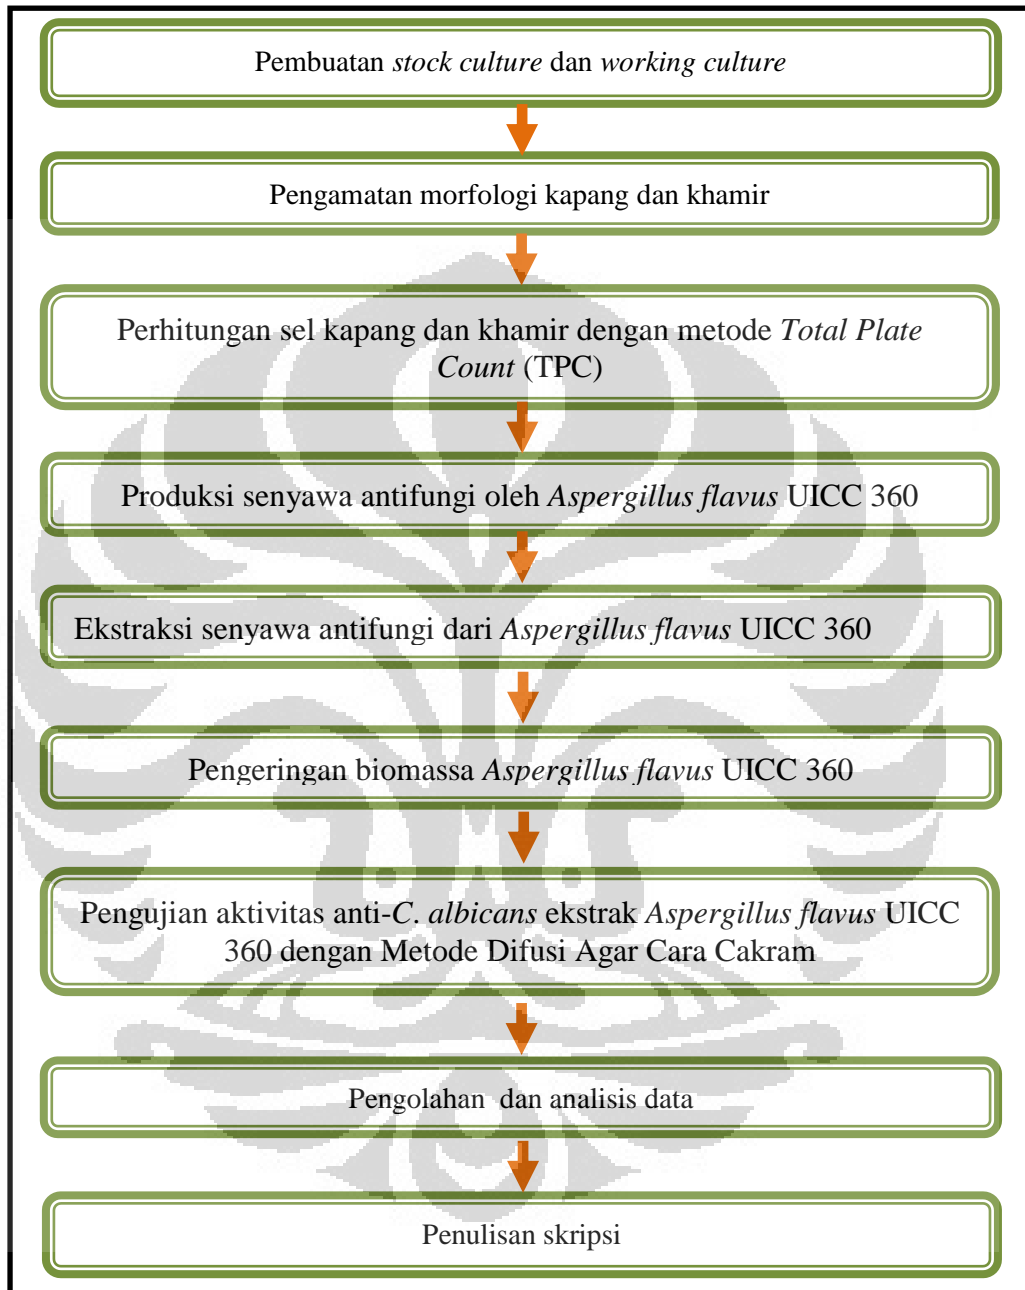 Pembuatan stock culture dan working culture
Pengamatan morfologi kapang dan khamir
Perhitungan sel kapang dan khamir dengan metode Total Plate
Count (TPC)
Produksi senyawa antifungi oleh Aspergillus flavus UICC 360
Ekstraksi senyawa antifungi dari Aspergillus flavus UICC 360
Pengeringan biomassa Aspergillus flavus UICC 360
Pengujian aktivitas anti-C. albicans ekstrak Aspergillus flavus UICC
360 dengan Metode Difusi Agar Cara Cakram
Pengolahan dan analisis data
Penulisan skripsi